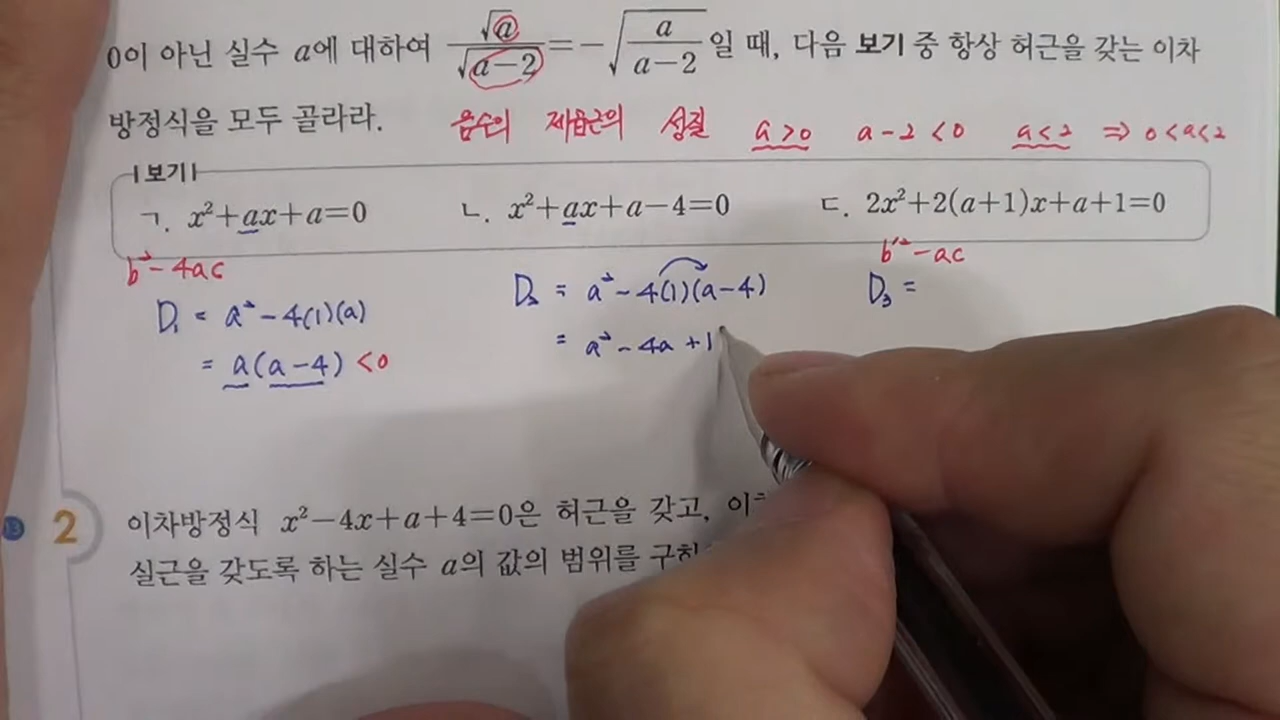 0이 아닌 실수 a에 대하여 √a/√(a-2) = -√(a/(a-2)) 일 때, 다음 보기 중 항상 허근을 갖는 이차
방정식을 모두 골라라.
음수의 제곱근의 성질 a>0 a-2<0 a<2 ⇒ 0<a<2
|보기|
ㄱ. x²+ax+a=0 ㄴ. x²+ax+a-4=0 ㄷ. 2x²+2(a+1)x+a+1=0
b²-4ac b'²-ac
D₁ = a²-4(1)(a) D₂ = a²-4(1)(a-4) D₃ =
= a(a-4) <0 = a²-4a+1
2 이차방정식 x²-4x+a+4=0은 허근을 갖고,
실근을 갖도록 하는 실수 a의 값의 범위를